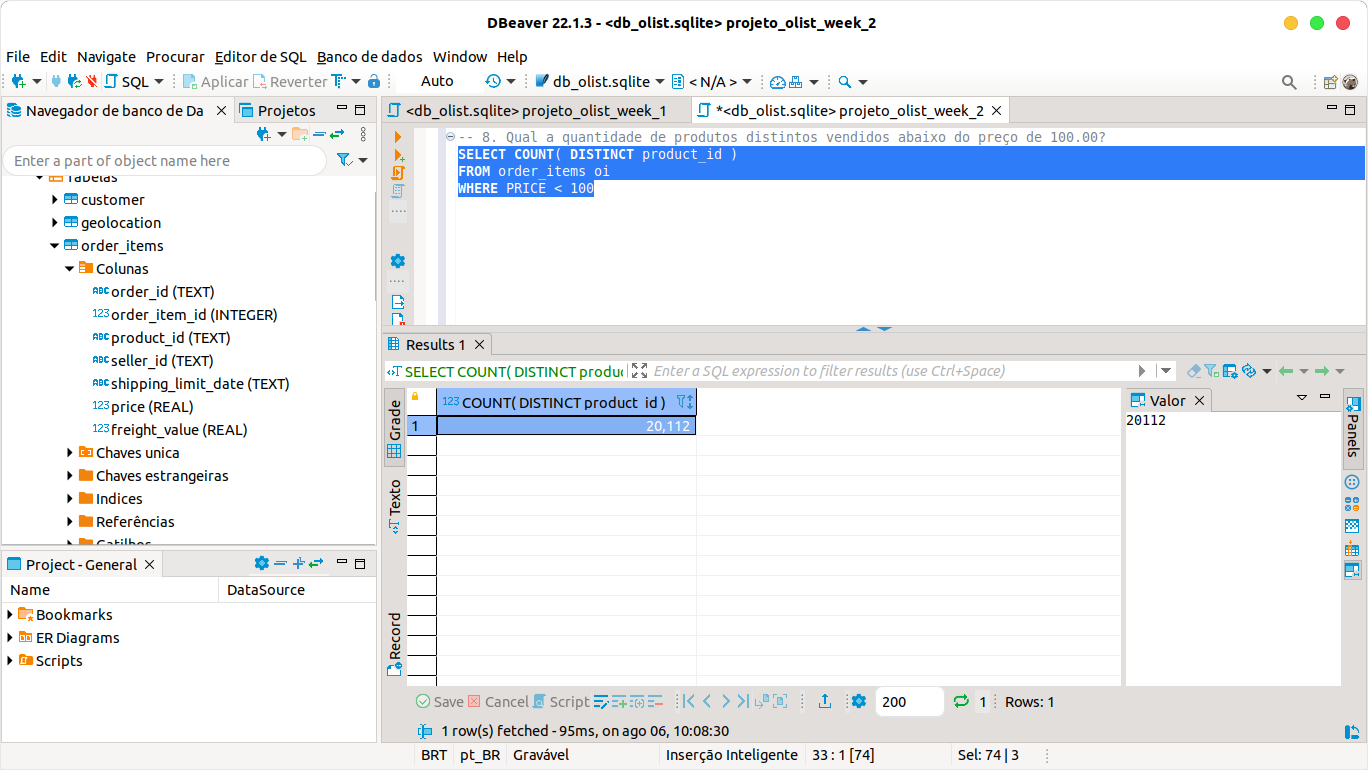 DBeaver 22.1.3 - <db_olist.sqlite> projeto_olist_week_2
File Edit Navigate Procurar Editor de SQL Banco de dados Window Help
SQL Aplicar Reverter Auto db_olist.sqlite < N/A >
Navegador de banco de Da Projetos
Enter a part of object name here
Tabelas
customer
geolocation
order_items
Colunas
ABC order_id (TEXT)
123 order_item_id (INTEGER)
ABC product_id (TEXT)
ABC seller_id (TEXT)
ABC shipping_limit_date (TEXT)
123 price (REAL)
123 freight_value (REAL)
Chaves unica
Chaves estrangeiras
Indices
Referências
Gatilhos
Project - General
Name DataSource
Bookmarks
ER Diagrams
Scripts
<db_olist.sqlite> projeto_olist_week_1 *<db_olist.sqlite> projeto_olist_week_2
-- 8. Qual a quantidade de produtos distintos vendidos abaixo do preço de 100.00?
SELECT COUNT( DISTINCT product_id )
FROM order_items oi
WHERE PRICE < 100
Results 1
SELECT COUNT( DISTINCT produc Enter a SQL expression to filter results (use Ctrl+Space)
Grade
Texto
Record
123 COUNT( DISTINCT product_id )
1 20,112
Valor
20112
Panels
Save Cancel Script 200 1 Rows: 1
1 row(s) fetched - 95ms, on ago 06, 10:08:30
BRT pt_BR Gravável Inserção Inteligente 33 : 1 [74] Sel: 74 | 3